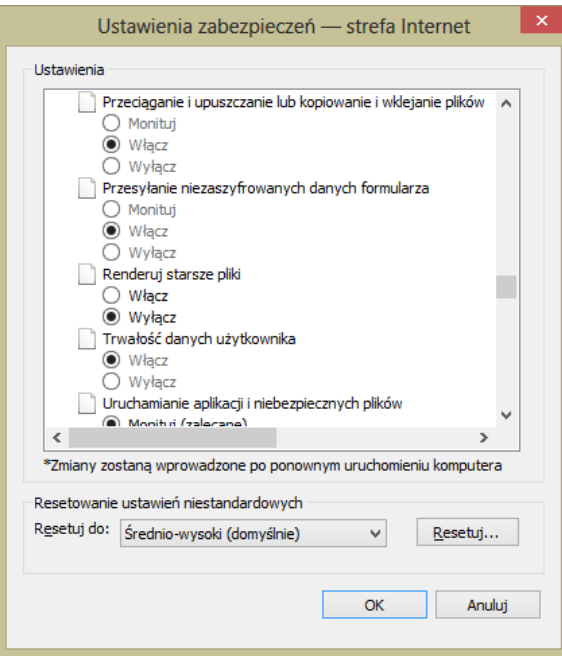 Ustawienia zabezpieczeń — strefa Internet
Ustawienia
Przeciąganie i upuszczanie lub kopiowanie i wklejanie plików
Monituj
Włącz
Wyłącz
Przesyłanie niezaszyfrowanych danych formularza
Monituj
Włącz
Wyłącz
Renderuj starsze pliki
Włącz
Wyłącz
Trwałość danych użytkownika
Włącz
Wyłącz
Uruchamianie aplikacji i niebezpiecznych plików
Monituj (zalecane)
*Zmiany zostaną wprowadzone po ponownym uruchomieniu komputera
Resetowanie ustawień niestandardowych
Resetuj do: Średnio-wysoki (domyślnie) Resetuj...
OK Anuluj